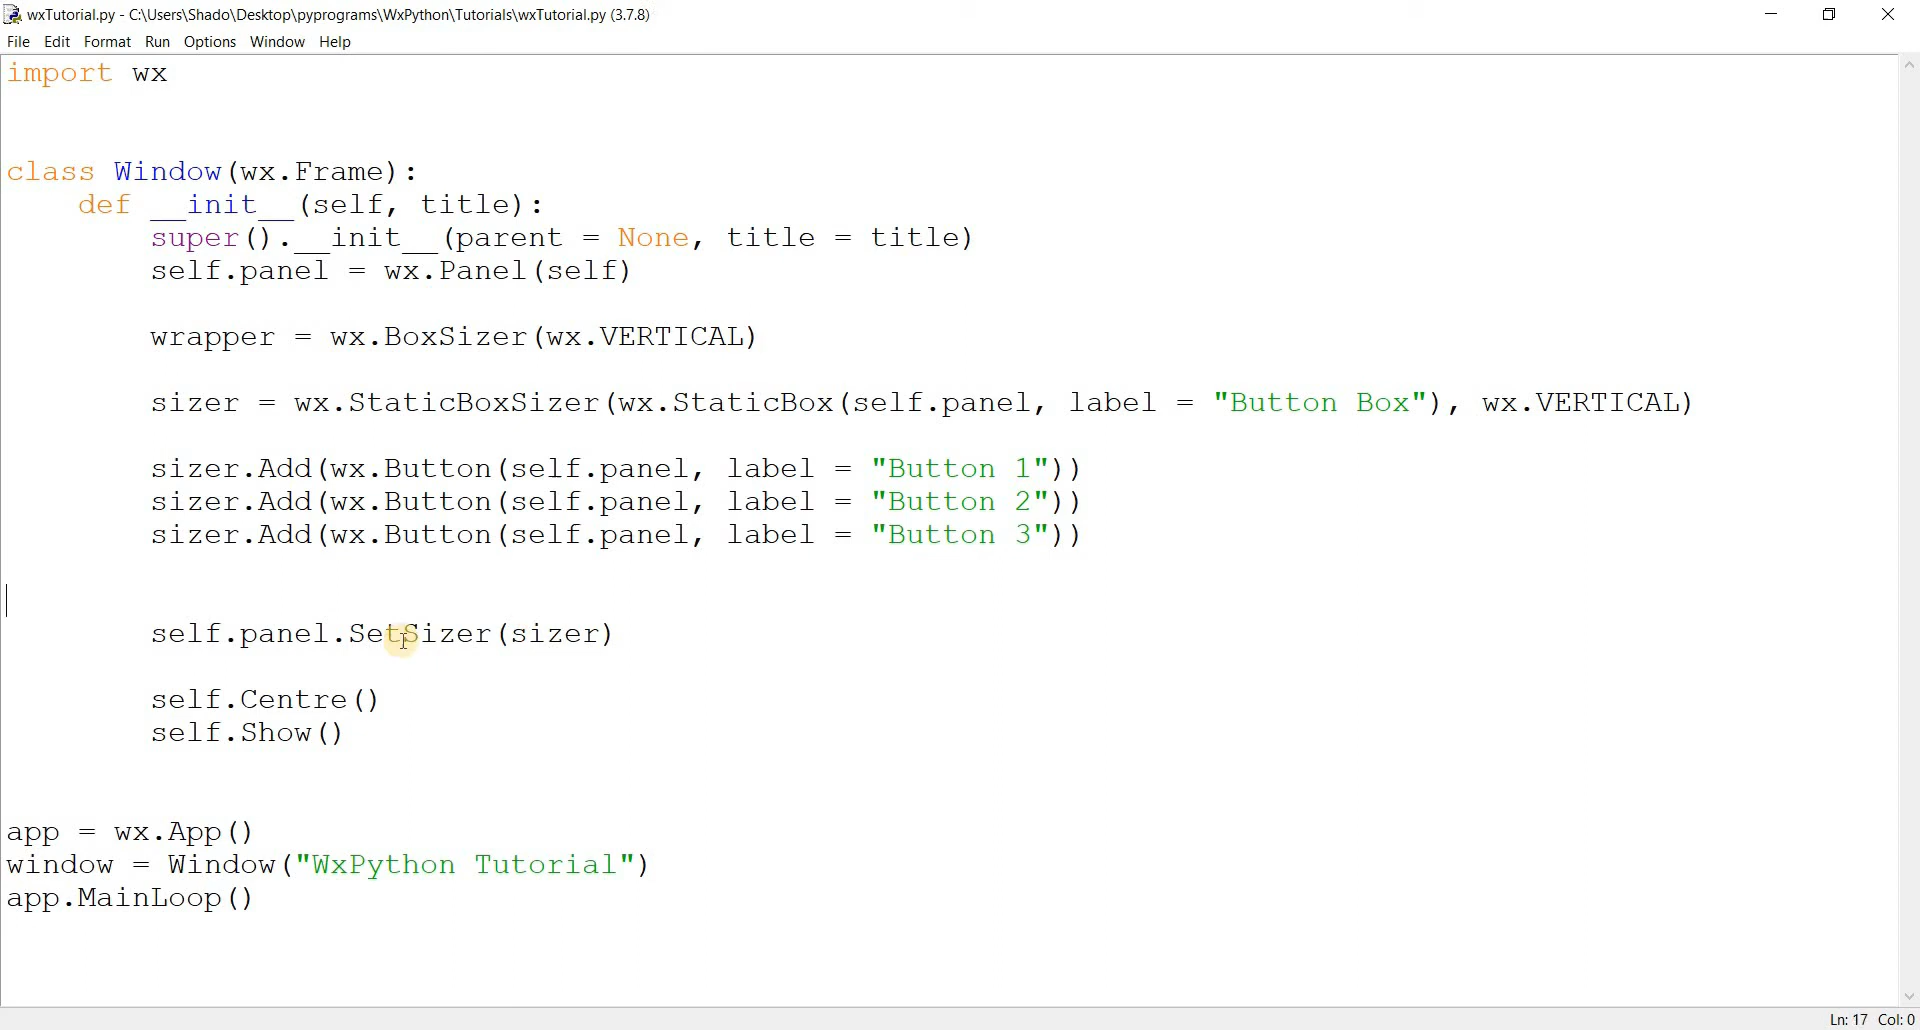 wxTutorial.py - C:\Users\Shado\Desktop\pyprograms\WxPython\Tutorials\wxTutorial.py (3.7.8)
File Edit Format Run Options Window Help
import wx
class Window(wx.Frame):
    def __init__(self, title):
        super().__init__(parent = None, title = title)
        self.panel = wx.Panel(self)
        wrapper = wx.BoxSizer(wx.VERTICAL)
        sizer = wx.StaticBoxSizer(wx.StaticBox(self.panel, label = "Button Box"), wx.VERTICAL)
        sizer.Add(wx.Button(self.panel, label = "Button 1"))
        sizer.Add(wx.Button(self.panel, label = "Button 2"))
        sizer.Add(wx.Button(self.panel, label = "Button 3"))
        self.panel.SetSizer(sizer)
        self.Centre()
        self.Show()
app = wx.App()
window = Window("WxPython Tutorial")
app.MainLoop()
Ln: 17 Col: 0